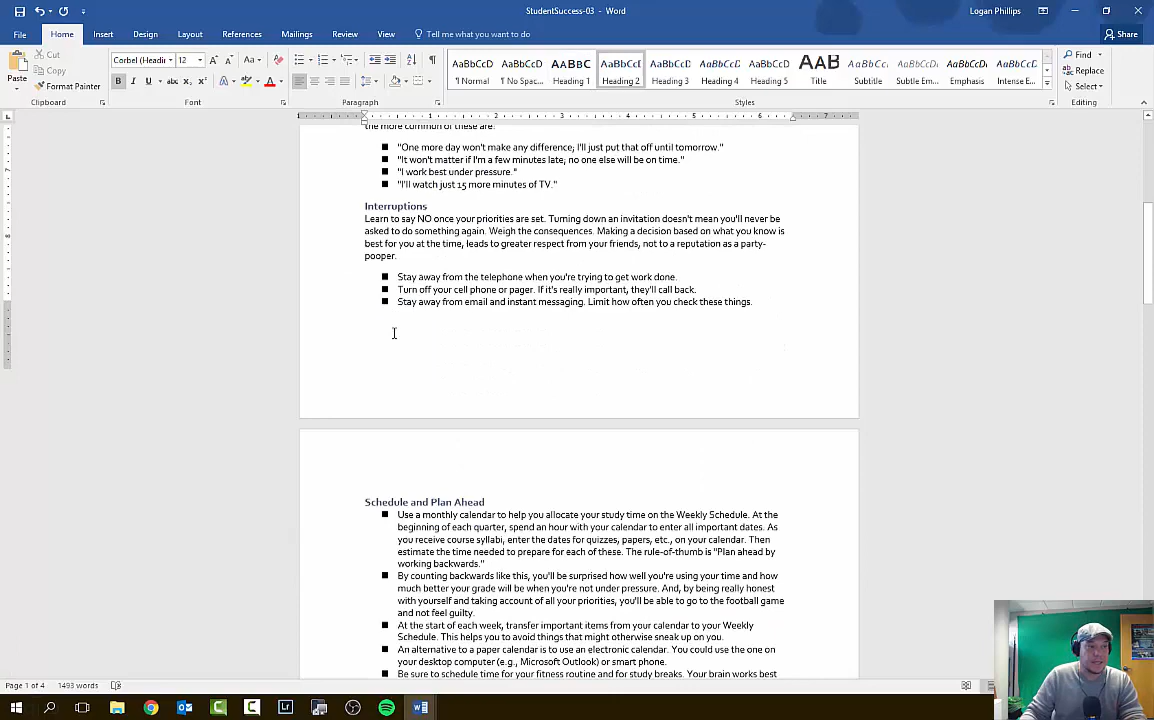 StudentSuccess-03 - Word
Logan Phillips
File Home Insert Design Layout References Mailings Review View Tell me what you want to do
Share
Paste
Cut
Copy
Format Painter
Clipboard
Corbel (Headin 12
Font
Paragraph
AaBbCcD AaBbCcD AABBC AaBbCcL AaBbCcD AaBbCcD AaBbCcD AAB AaBbCcL AaBbCcD AaBbCcD AaBbCcD
¶ Normal ¶ No Spac... Heading 1 Heading 2 Heading 3 Heading 4 Heading 5 Title Subtitle Subtle Em... Emphasis Intense E...
Styles
Find
Replace
Select
Editing
the more common of these are:
"One more day won't make any difference; I'll just put that off until tomorrow."
"It won't matter if I'm a few minutes late; no one else will be on time."
"I work best under pressure."
"I'll watch just 15 more minutes of TV."
Interruptions
Learn to say NO once your priorities are set. Turning down an invitation doesn't mean you'll never be
asked to do something again. Weigh the consequences. Making a decision based on what you know is
best for you at the time, leads to greater respect from your friends, not to a reputation as a party-
pooper.
Stay away from the telephone when you're trying to get work done.
Turn off your cell phone or pager. If it's really important, they'll call back.
Stay away from email and instant messaging. Limit how often you check these things.
Schedule and Plan Ahead
Use a monthly calendar to help you allocate your study time on the Weekly Schedule. At the
beginning of each quarter, spend an hour with your calendar to enter all important dates. As
you receive course syllabi, enter the dates for quizzes, papers, etc., on your calendar. Then
estimate the time needed to prepare for each of these. The rule-of-thumb is "Plan ahead by
working backwards."
By counting backwards like this, you'll be surprised how well you're using your time and how
much better your grade will be when you're not under pressure. And, by being really honest
with yourself and taking account of all your priorities, you'll be able to go to the football game
and not feel guilty.
At the start of each week, transfer important items from your calendar to your Weekly
Schedule. This helps you to avoid things that might otherwise sneak up on you.
An alternative to a paper calendar is to use an electronic calendar. You could use the one on
your desktop computer (e.g., Microsoft Outlook) or smart phone.
Be sure to schedule time for your fitness routine and for study breaks. Your brain works best
Page 1 of 4 1493 words